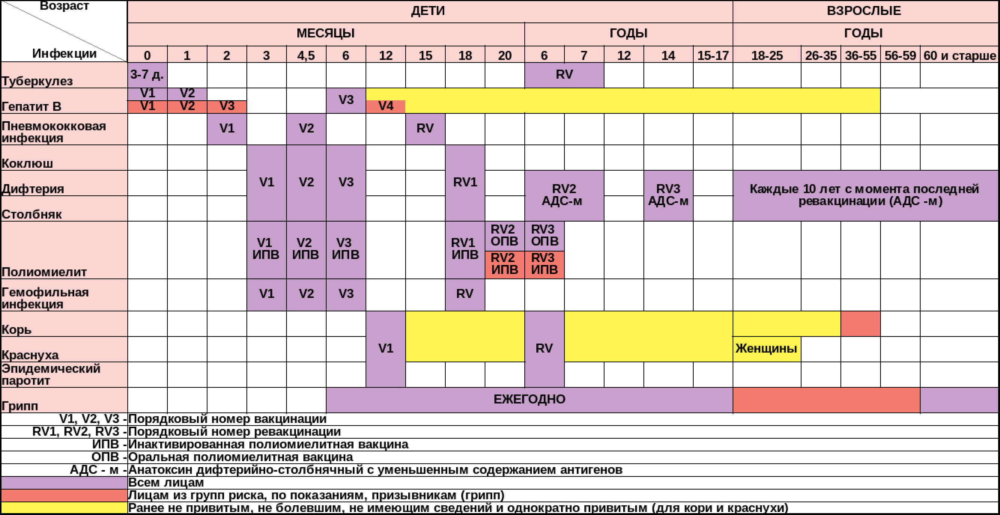 Возраст
ДЕТИ ВЗРОСЛЫЕ
МЕСЯЦЫ ГОДЫ ГОДЫ
Инфекции 0 1 2 3 4,5 6 12 15 18 20 6 7 12 14 15-17 18-25 26-35 36-55 56-59 60 и старше
Туберкулез 3-7 д. RV
V1 V2
Гепатит В V3
V1 V2 V3 V4
Пневмококковая
инфекция V1 V2 RV
Коклюш
V1 V2 V3 RV1
Дифтерия RV2 RV3 Каждые 10 лет с момента последней
АДС-м АДС-м ревакцинации (АДС -м)
Столбняк
RV2 RV3
ОПВ ОПВ
V1 V2 V3 RV1
ИПВ ИПВ ИПВ ИПВ
RV2 RV3
ИПВ ИПВ
Полиомиелит
Гемофильная
инфекция V1 V2 V3 RV
Корь
V1 RV Женщины
Краснуха
Эпидемический
паротит
Грипп ЕЖЕГОДНО
V1, V2, V3 - Порядковый номер вакцинации
RV1, RV2, RV3 - Порядковый номер ревакцинации
ИПВ - Инактивированная полиомиелитная вакцина
ОПВ - Оральная полиомиелитная вакцина
АДС - м - Анатоксин дифтерийно-столбнячный с уменьшенным содержанием антигенов
Всем лицам
Лицам из групп риска, по показаниям, призывникам (грипп)
Ранее не привитым, не болевшим, не имеющим сведений и однократно привитым (для кори и краснухи)